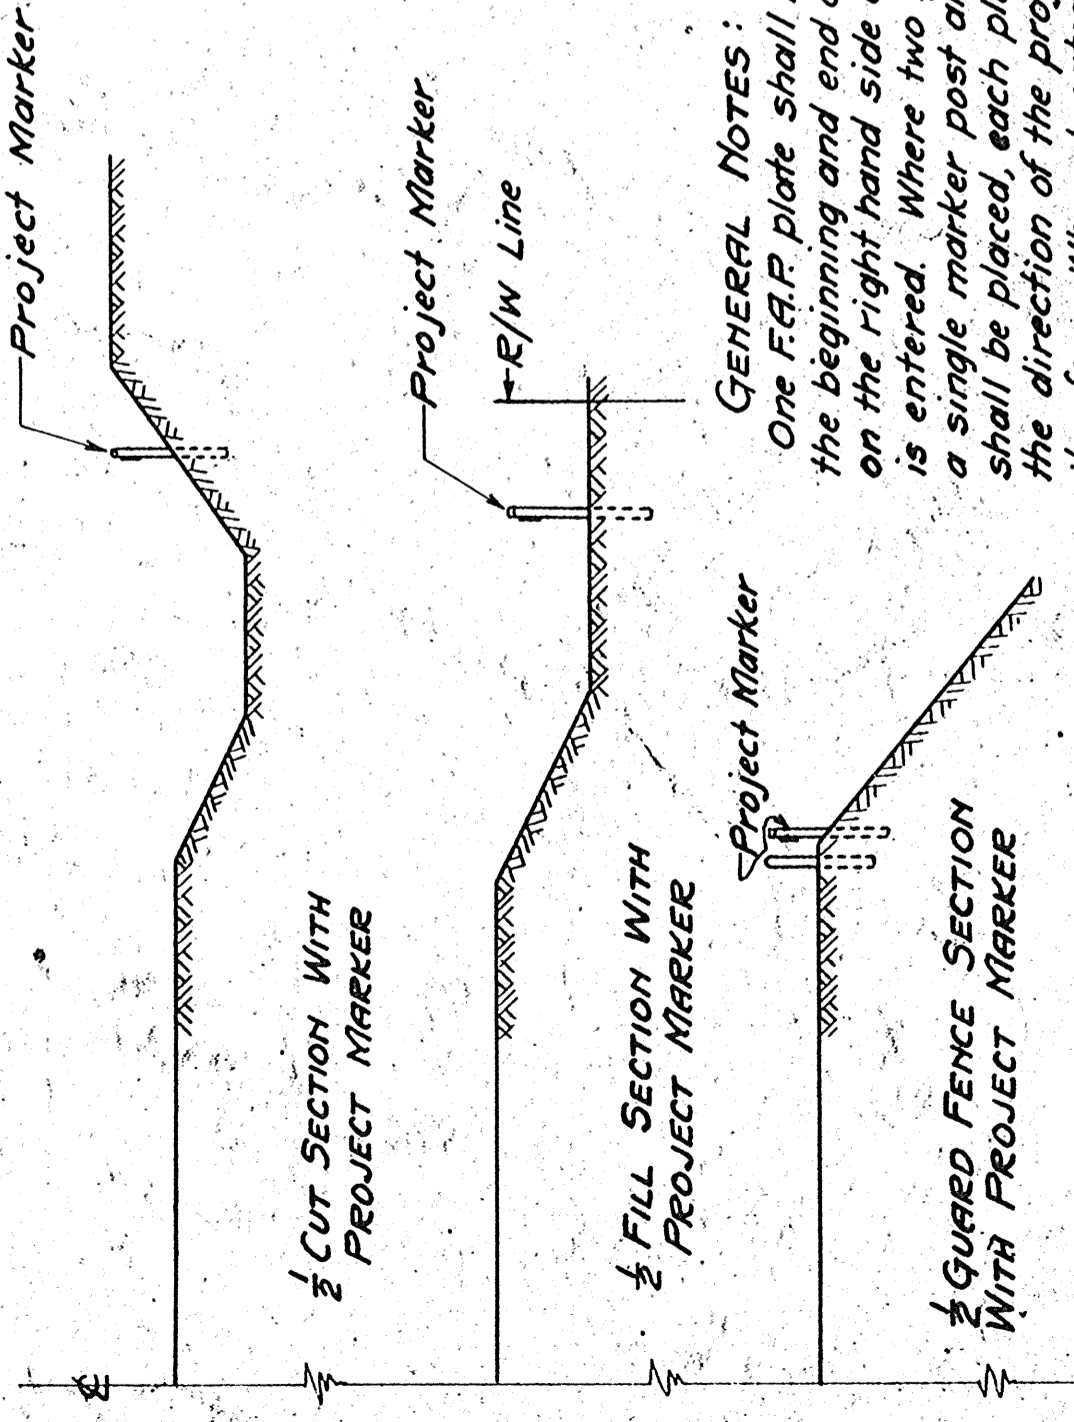 ℄
Project Marker.
½ CUT SECTION WITH
PROJECT MARKER
Project Marker.
R/W Line
½ FILL SECTION WITH
PROJECT MARKER
Project Marker
½ GUARD FENCE SECTION
WITH PROJECT MARKER
GENERAL NOTES:
One F.A.P. plate shall
the beginning and end
on the right hand side
is entered. Where two
a single marker post
shall be placed, each
the direction of the